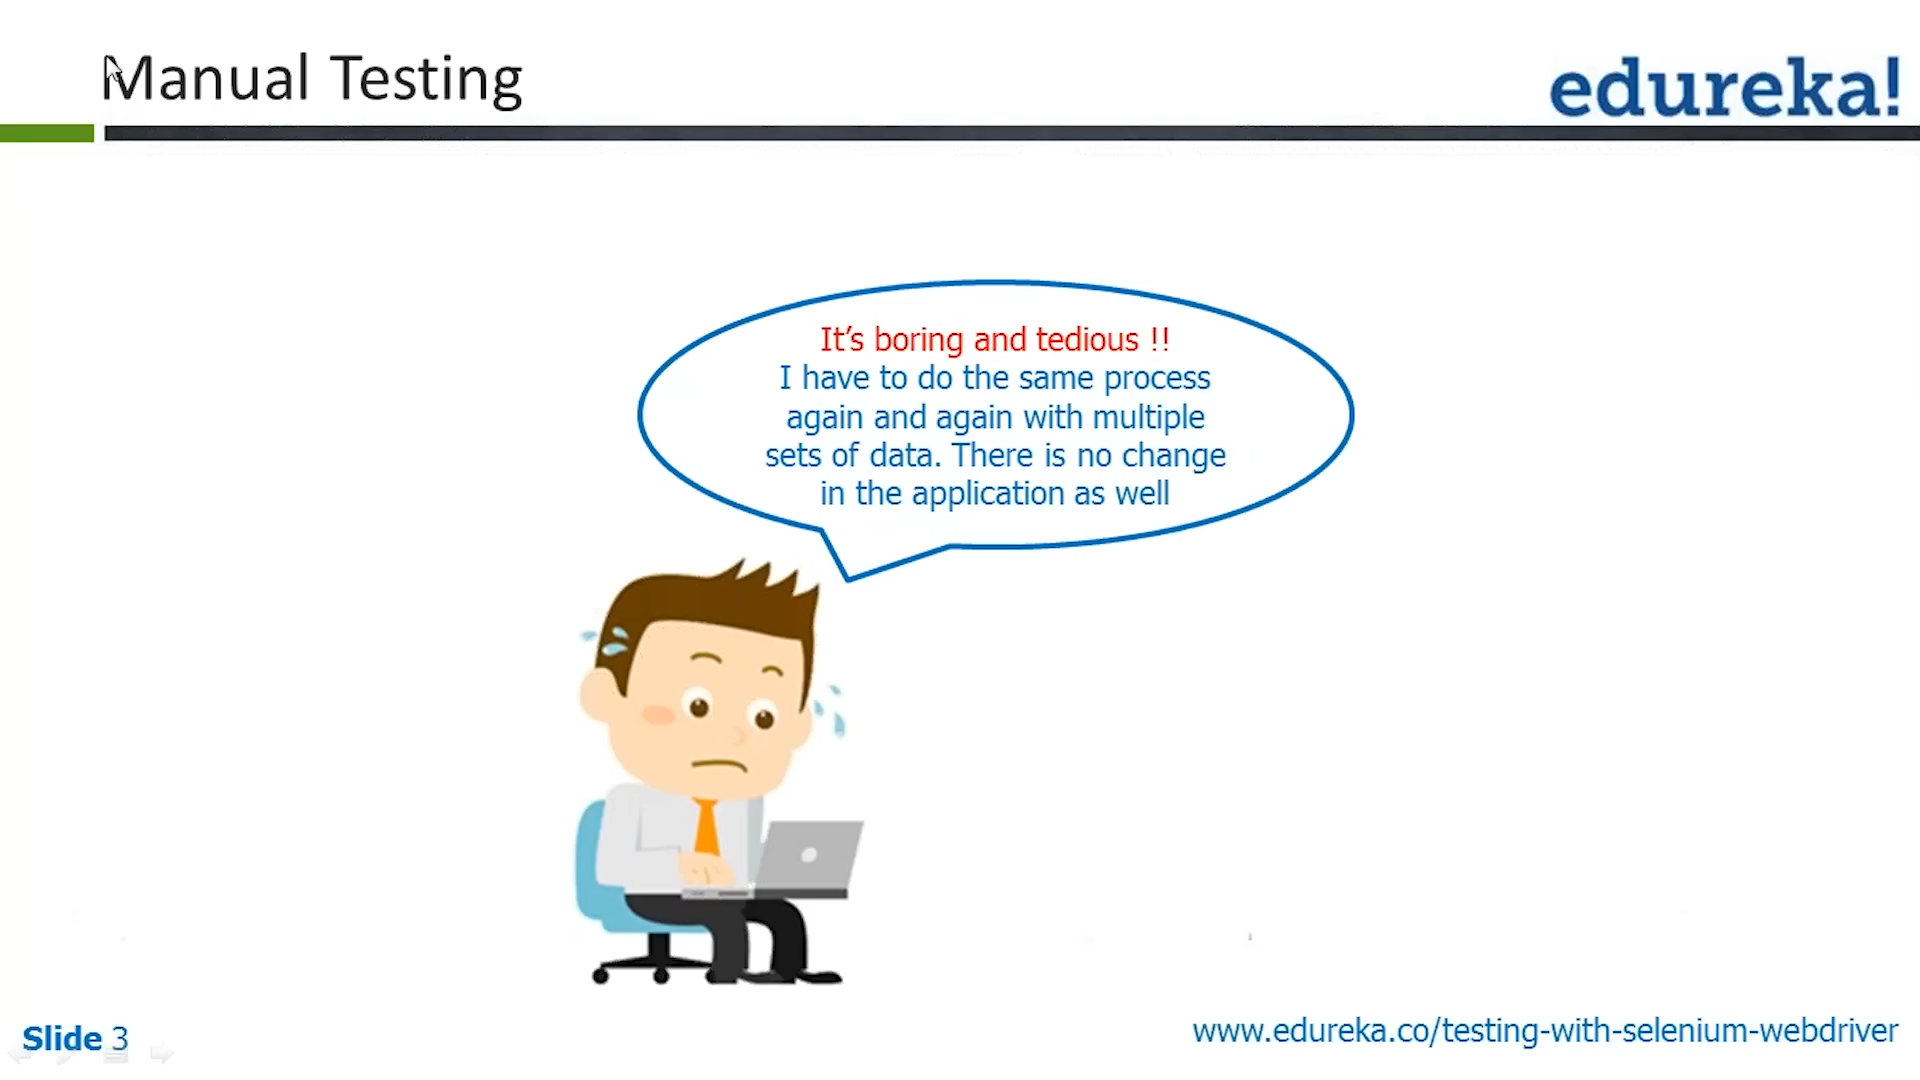 Manual Testing
edureka!
It's boring and tedious !!
I have to do the same process
again and again with multiple
sets of data. There is no change
in the application as well
Slide 3
www.edureka.co/testing-with-selenium-webdriver